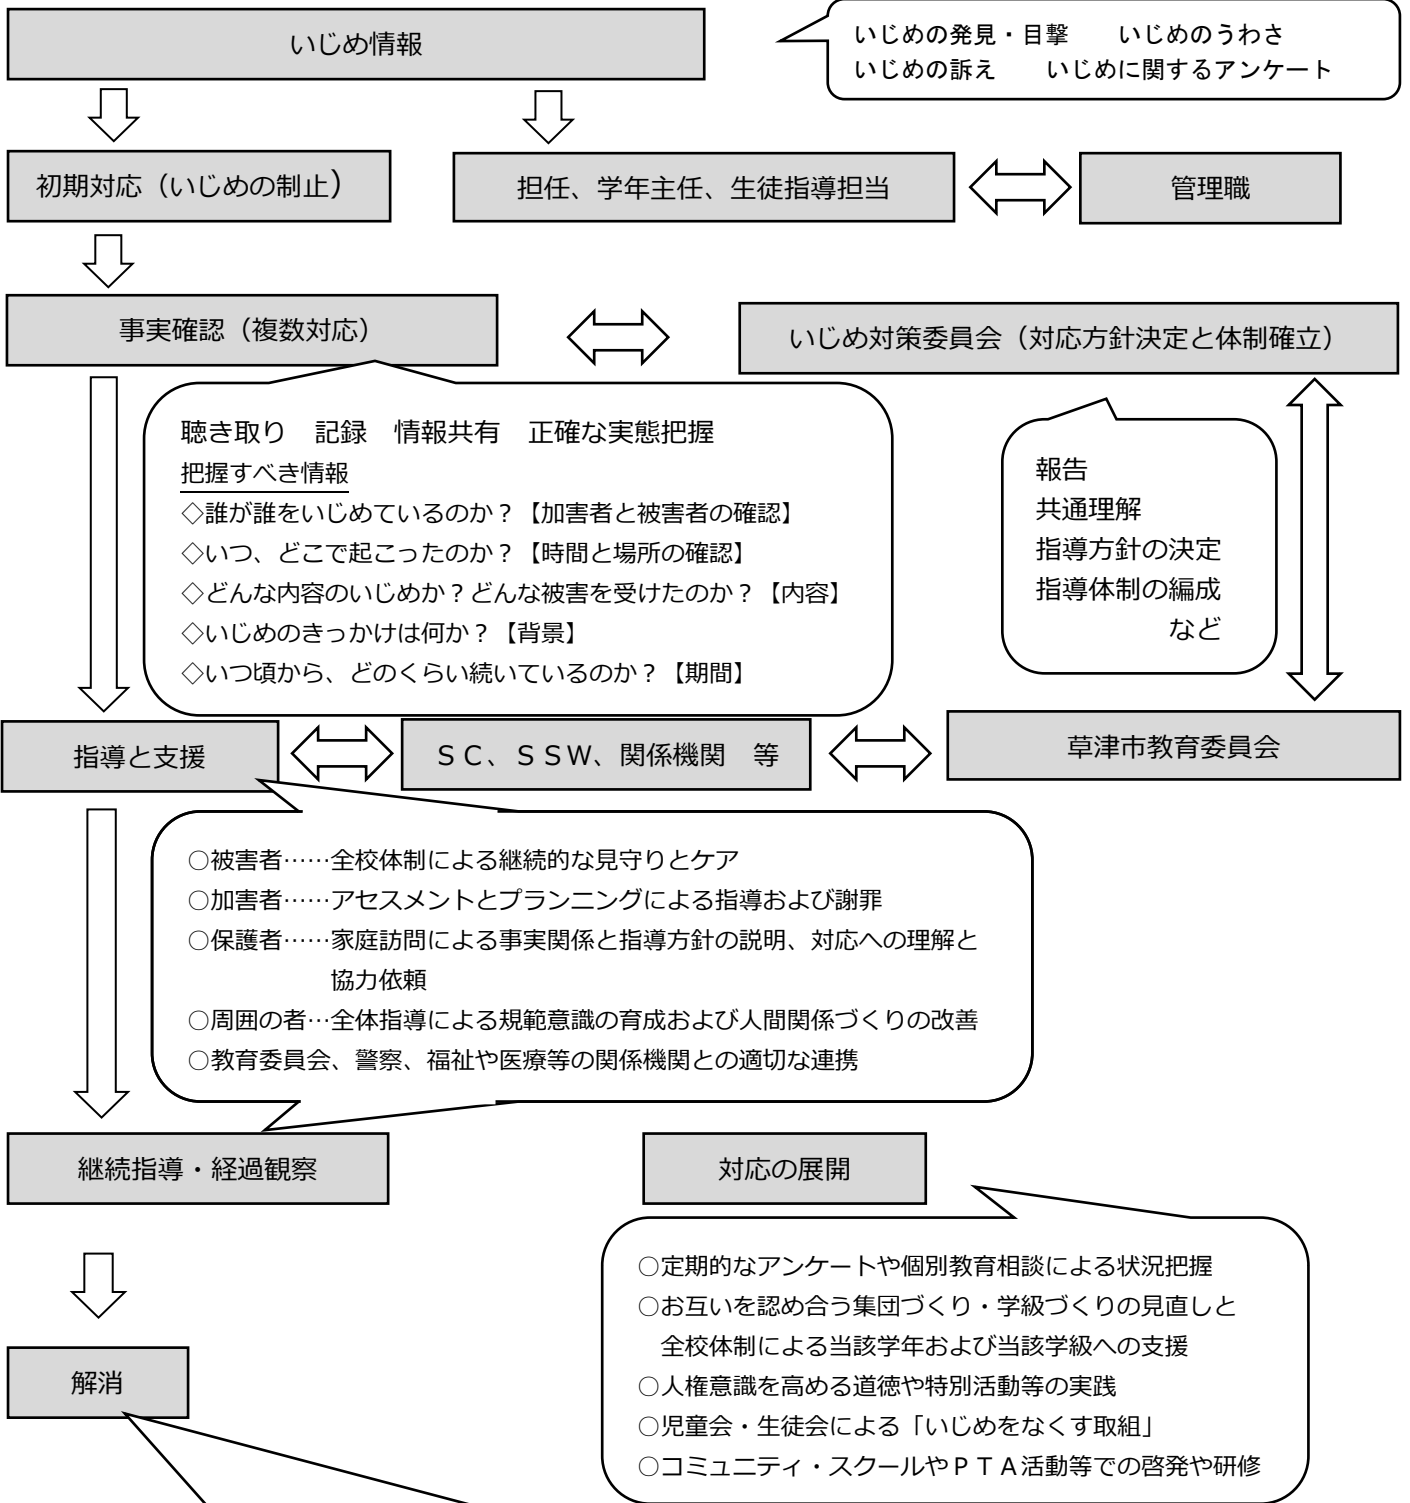 いじめ情報
いじめの発見・目撃　　いじめのうわさ
いじめの訴え　　いじめに関するアンケート
初期対応（いじめの制止）
担任、学年主任、生徒指導担当
管理職
事実確認（複数対応）
いじめ対策委員会（対応方針決定と体制確立）
聴き取り　記録　情報共有　正確な実態把握
把握すべき情報
◇誰が誰をいじめているのか？【加害者と被害者の確認】
◇いつ、どこで起こったのか？【時間と場所の確認】
◇どんな内容のいじめか？どんな被害を受けたのか？【内容】
◇いじめのきっかけは何か？【背景】
◇いつ頃から、どのくらい続いているのか？【期間】
報告
共通理解
指導方針の決定
指導体制の編成
など
指導と支援
ＳＣ、ＳＳＷ、関係機関　等
草津市教育委員会
○被害者……全校体制による継続的な見守りとケア
○加害者……アセスメントとプランニングによる指導および謝罪
○保護者……家庭訪問による事実関係と指導方針の説明、対応への理解と
協力依頼
○周囲の者…全体指導による規範意識の育成および人間関係づくりの改善
○教育委員会、警察、福祉や医療等の関係機関との適切な連携
継続指導・経過観察
対応の展開
○定期的なアンケートや個別教育相談による状況把握
○お互いを認め合う集団づくり・学級づくりの見直しと
全校体制による当該学年および当該学級への支援
○人権意識を高める道徳や特別活動等の実践
○児童会・生徒会による「いじめをなくす取組」
○コミュニティ・スクールやＰＴＡ活動等での啓発や研修
解消